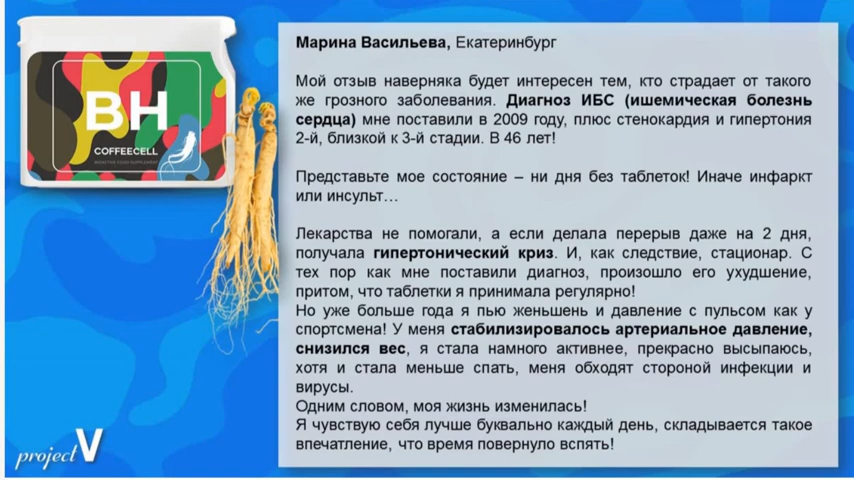 BH
COFFEECELL
BIOACTIVE FOOD SUPPLEMENT
Марина Васильева, Екатеринбург
Мой отзыв наверняка будет интересен тем, кто страдает от такого
же грозного заболевания. Диагноз ИБС (ишемическая болезнь
сердца) мне поставили в 2009 году, плюс стенокардия и гипертония
2-й, близкой к 3-й стадии. В 46 лет!
Представьте мое состояние – ни дня без таблеток! Иначе инфаркт
или инсульт…
Лекарства не помогали, а если делала перерыв даже на 2 дня,
получала гипертонический криз. И, как следствие, стационар. С
тех пор как мне поставили диагноз, произошло его ухудшение,
притом, что таблетки я принимала регулярно!
Но уже больше года я пью женьшень и давление с пульсом как у
спортсмена! У меня стабилизировалось артериальное давление,
снизился вес, я стала намного активнее, прекрасно высыпаюсь,
хотя и стала меньше спать, меня обходят стороной инфекции и
вирусы.
Одним словом, моя жизнь изменилась!
Я чувствую себя лучше буквально каждый день, складывается такое
впечатление, что время повернуло вспять!
project V